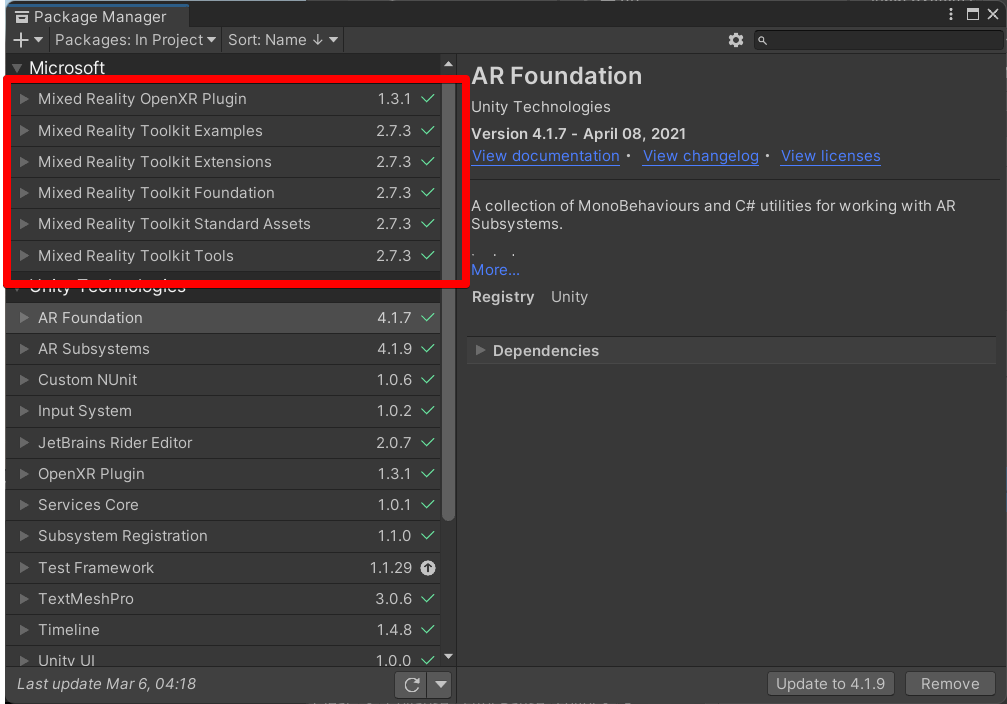 Package Manager
Packages: In Project Sort: Name ↓
Microsoft
Mixed Reality OpenXR Plugin 1.3.1
Mixed Reality Toolkit Examples 2.7.3
Mixed Reality Toolkit Extensions 2.7.3
Mixed Reality Toolkit Foundation 2.7.3
Mixed Reality Toolkit Standard Assets 2.7.3
Mixed Reality Toolkit Tools 2.7.3
Unity Technologies
AR Foundation 4.1.7
AR Subsystems 4.1.9
Custom NUnit 1.0.6
Input System 1.0.2
JetBrains Rider Editor 2.0.7
OpenXR Plugin 1.3.1
Services Core 1.0.1
Subsystem Registration 1.1.0
Test Framework 1.1.29
TextMeshPro 3.0.6
Timeline 1.4.8
Unity UI 1.0.0
Last update Mar 6, 04:18
AR Foundation
Unity Technologies
Version 4.1.7 - April 08, 2021
View documentation • View changelog • View licenses
A collection of MonoBehaviours and C# utilities for working with AR
Subsystems.
. . .
More...
Registry Unity
Dependencies
Update to 4.1.9 Remove